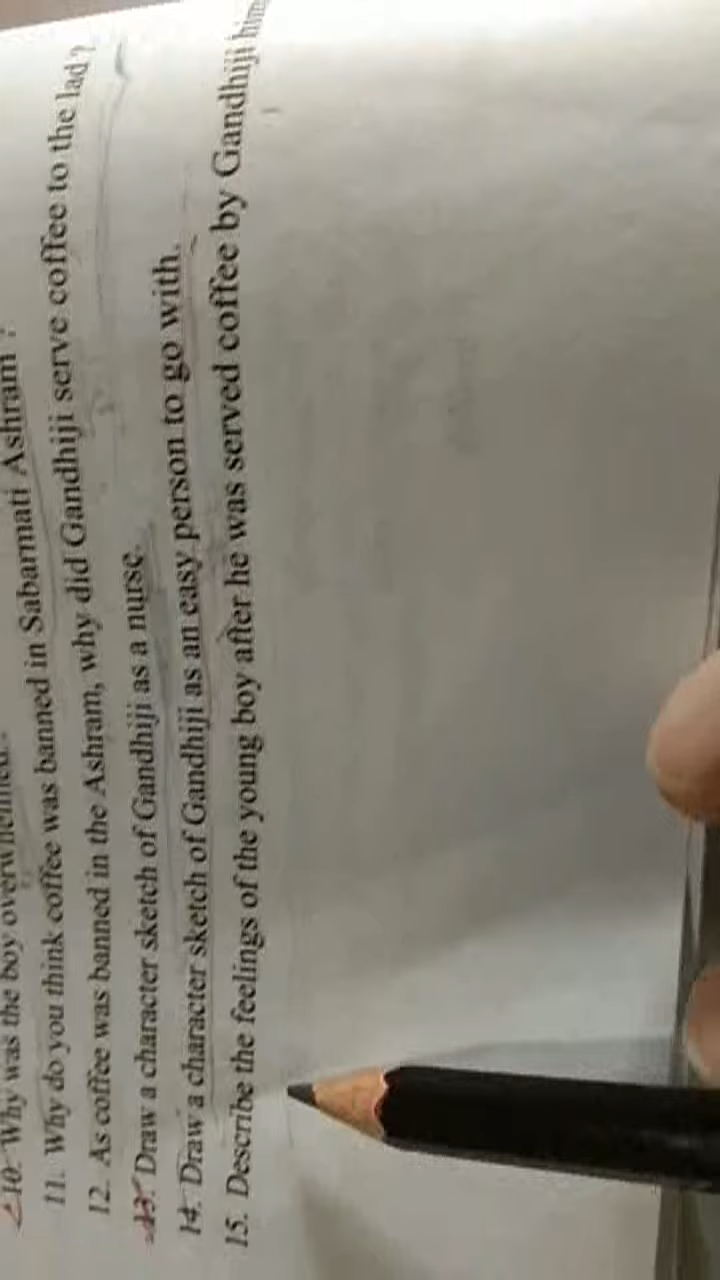 10. Why was the boy overwhelmed.
11. Why do you think coffee was banned in Sabarmati Ashram ?
12. As coffee was banned in the Ashram, why did Gandhiji serve coffee to the lad ?
13. Draw a character sketch of Gandhiji as a nurse.
14. Draw a character sketch of Gandhiji as an easy person to go with.
15. Describe the feelings of the young boy after he was served coffee by Gandhiji